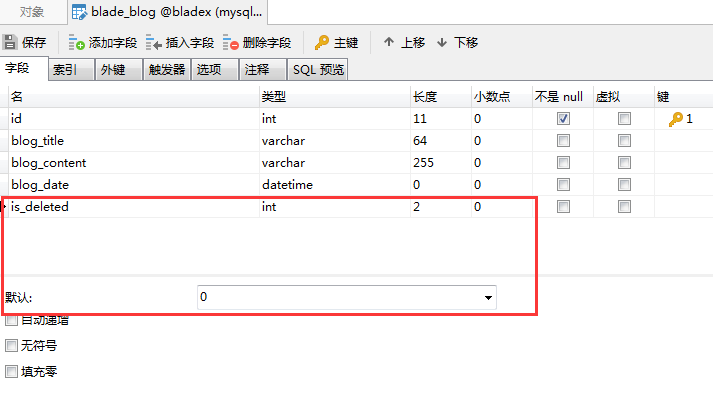 对象 blade_blog @bladex (mysql...
保存 添加字段 插入字段 删除字段 主键 上移 下移
字段 索引 外键 触发器 选项 注释 SQL 预览
名 类型 长度 小数点 不是 null 虚拟 键
id int 11 0 1
blog_title varchar 64 0
blog_content varchar 255 0
blog_date datetime 0 0
is_deleted int 2 0
默认: 0
自动递增
无符号
填充零